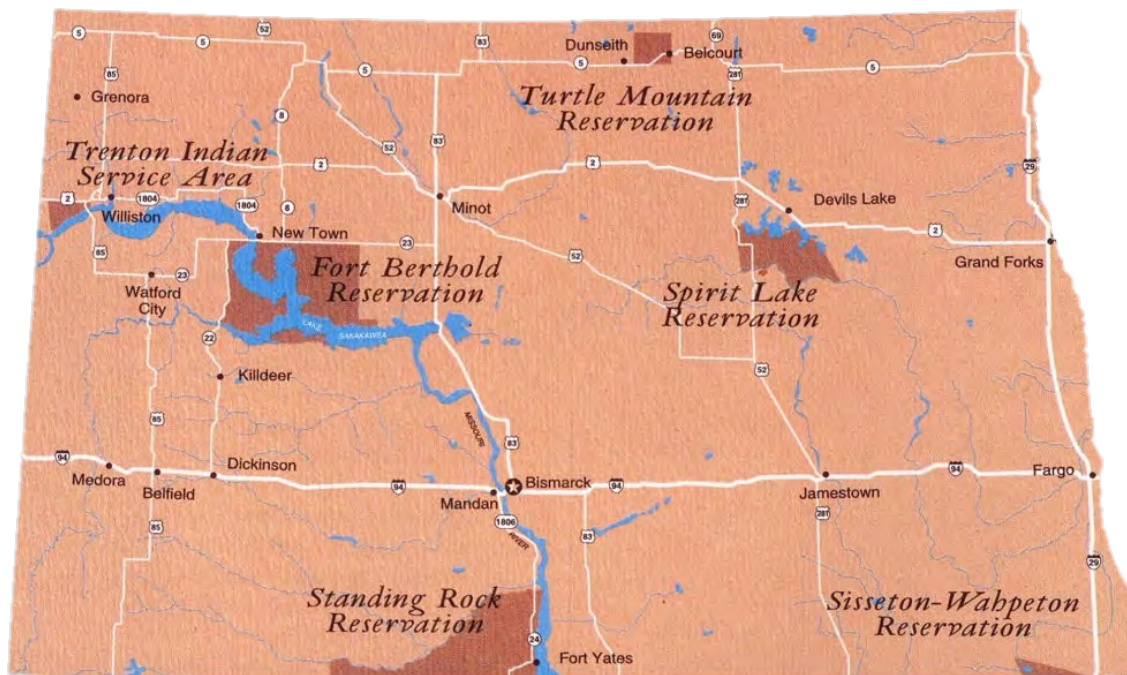 52
83
69
5
5
Dunseith
Belcourt
5
5
5
5
85
281
Grenora
8
Turtle Mountain
Reservation
83
52
29
Trenton Indian
Service Area
2
2
2
2
1804
1804
Williston
8
Minot
281
Devils Lake
2
New Town
23
52
Grand Forks
85
23
Watford
City
Fort Berthold
Reservation
Spirit Lake
Reservation
LAKE
SAKAKAWEA
22
52
Killdeer
85
MISSOURI
83
94
Medora
Belfield
Dickinson
94
Mandan
Bismarck
94
Jamestown
94
Fargo
1806
RIVER
85
83
281
29
Standing Rock
Reservation
Sisseton-Wahpeton
Reservation
24
Fort Yates